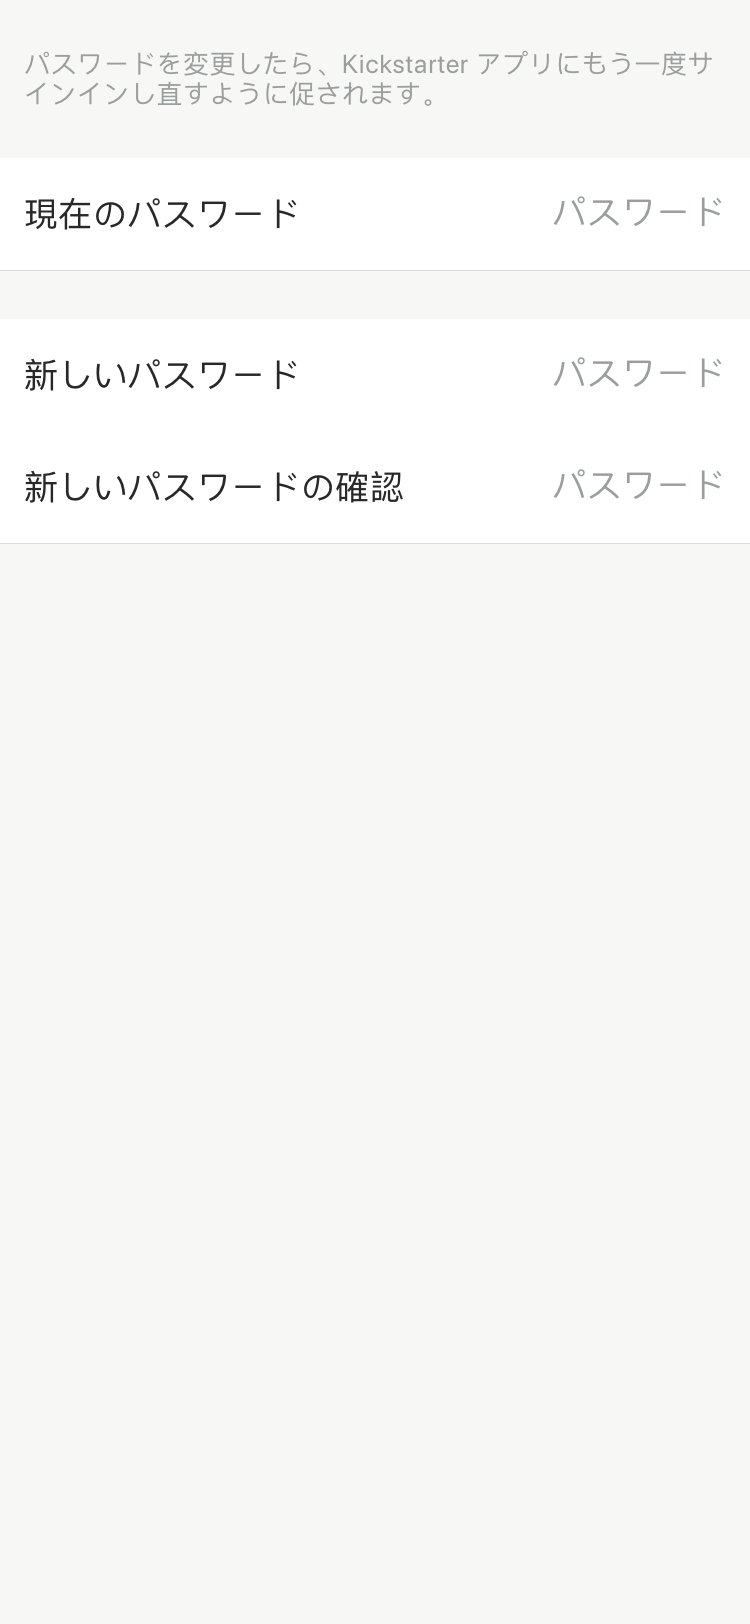 パスワードを変更したら、Kickstarter アプリにもう一度サ
インインし直すように促されます。
現在のパスワード パスワード
新しいパスワード パスワード
新しいパスワードの確認 パスワード